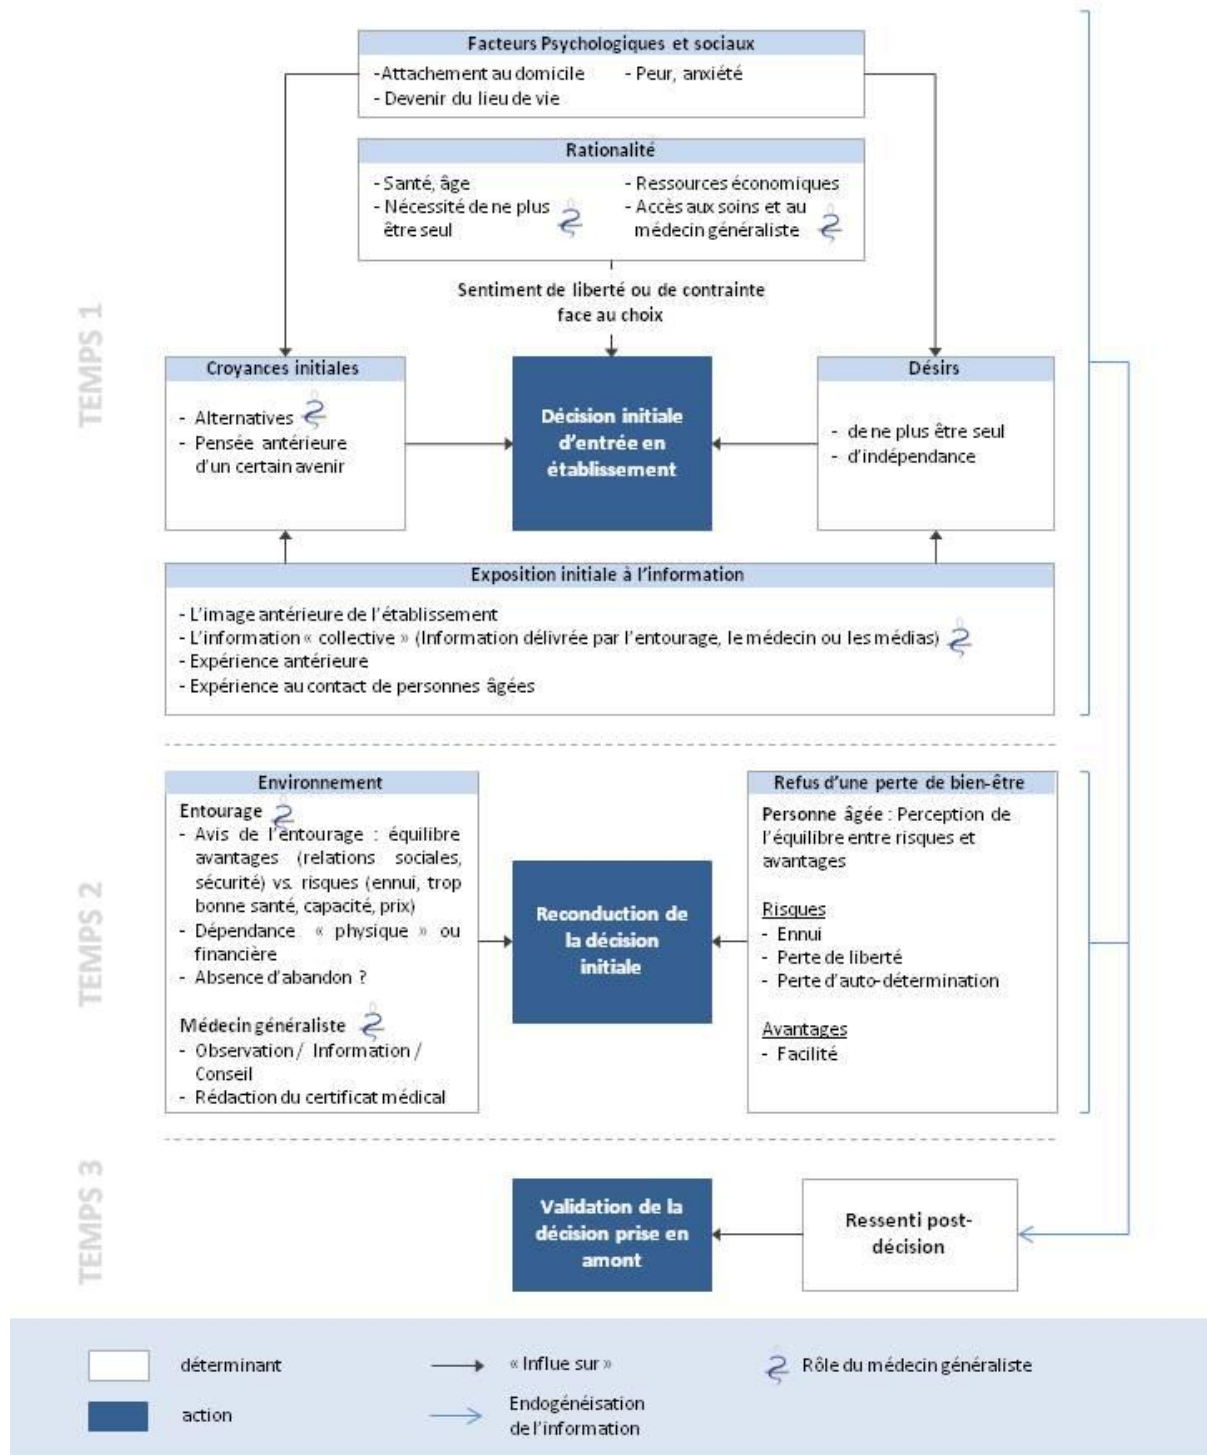 Facteurs Psychologiques et sociaux
-Attachement au domicile
- Devenir du lieu de vie
- Peur, anxiété
Rationalité
- Santé, âge
- Nécessité de ne plus
être seul
- Ressources économiques
- Accès aux soins et au
médecin généraliste
Sentiment de liberté ou de contrainte
face au choix
TEMPS 1
Croyances initiales
- Alternatives
- Pensée antérieure
d'un certain avenir
Décision initiale
d'entrée en
établissement
Désirs
- de ne plus être seul
- d'indépendance
Exposition initiale à l'information
- L'image antérieure de l'établissement
- L'information « collective » (Information délivrée par l'entourage, le médecin ou les médias)
- Expérience antérieure
- Expérience au contact de personnes âgées
TEMPS 2
Environnement
Entourage
- Avis de l'entourage : équilibre
avantages (relations sociales,
sécurité) vs. risques (ennui, trop
bonne santé, capacité, prix)
- Dépendance « physique » ou
financière
- Absence d'abandon ?
Médecin généraliste
- Observation / Information /
Conseil
- Rédaction du certificat médical
Reconduction de
la décision
initiale
Refus d'une perte de bien-être
Personne âgée : Perception de
l'équilibre entre risques et
avantages
Risques
- Ennui
- Perte de liberté
- Perte d'auto-détermination
Avantages
- Facilité
TEMPS 3
Validation de la
décision prise en
amont
Ressenti post-
décision
déterminant
« Influe sur »
Rôle du médecin généraliste
action
Endogénéisation
de l'information